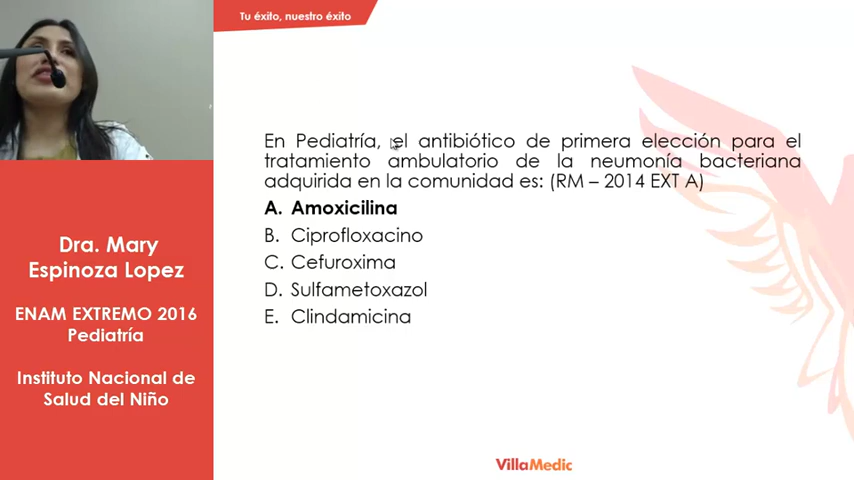 Tu éxito, nuestro éxito
Dra. Mary
Espinoza Lopez
ENAM EXTREMO 2016
Pediatría
Instituto Nacional de
Salud del Niño
En Pediatría, el antibiótico de primera elección para el
tratamiento ambulatorio de la neumonía bacteriana
adquirida en la comunidad es: (RM – 2014 EXT A)
A. Amoxicilina
B. Ciprofloxacino
C. Cefuroxima
D. Sulfametoxazol
E. Clindamicina
VillaMedic